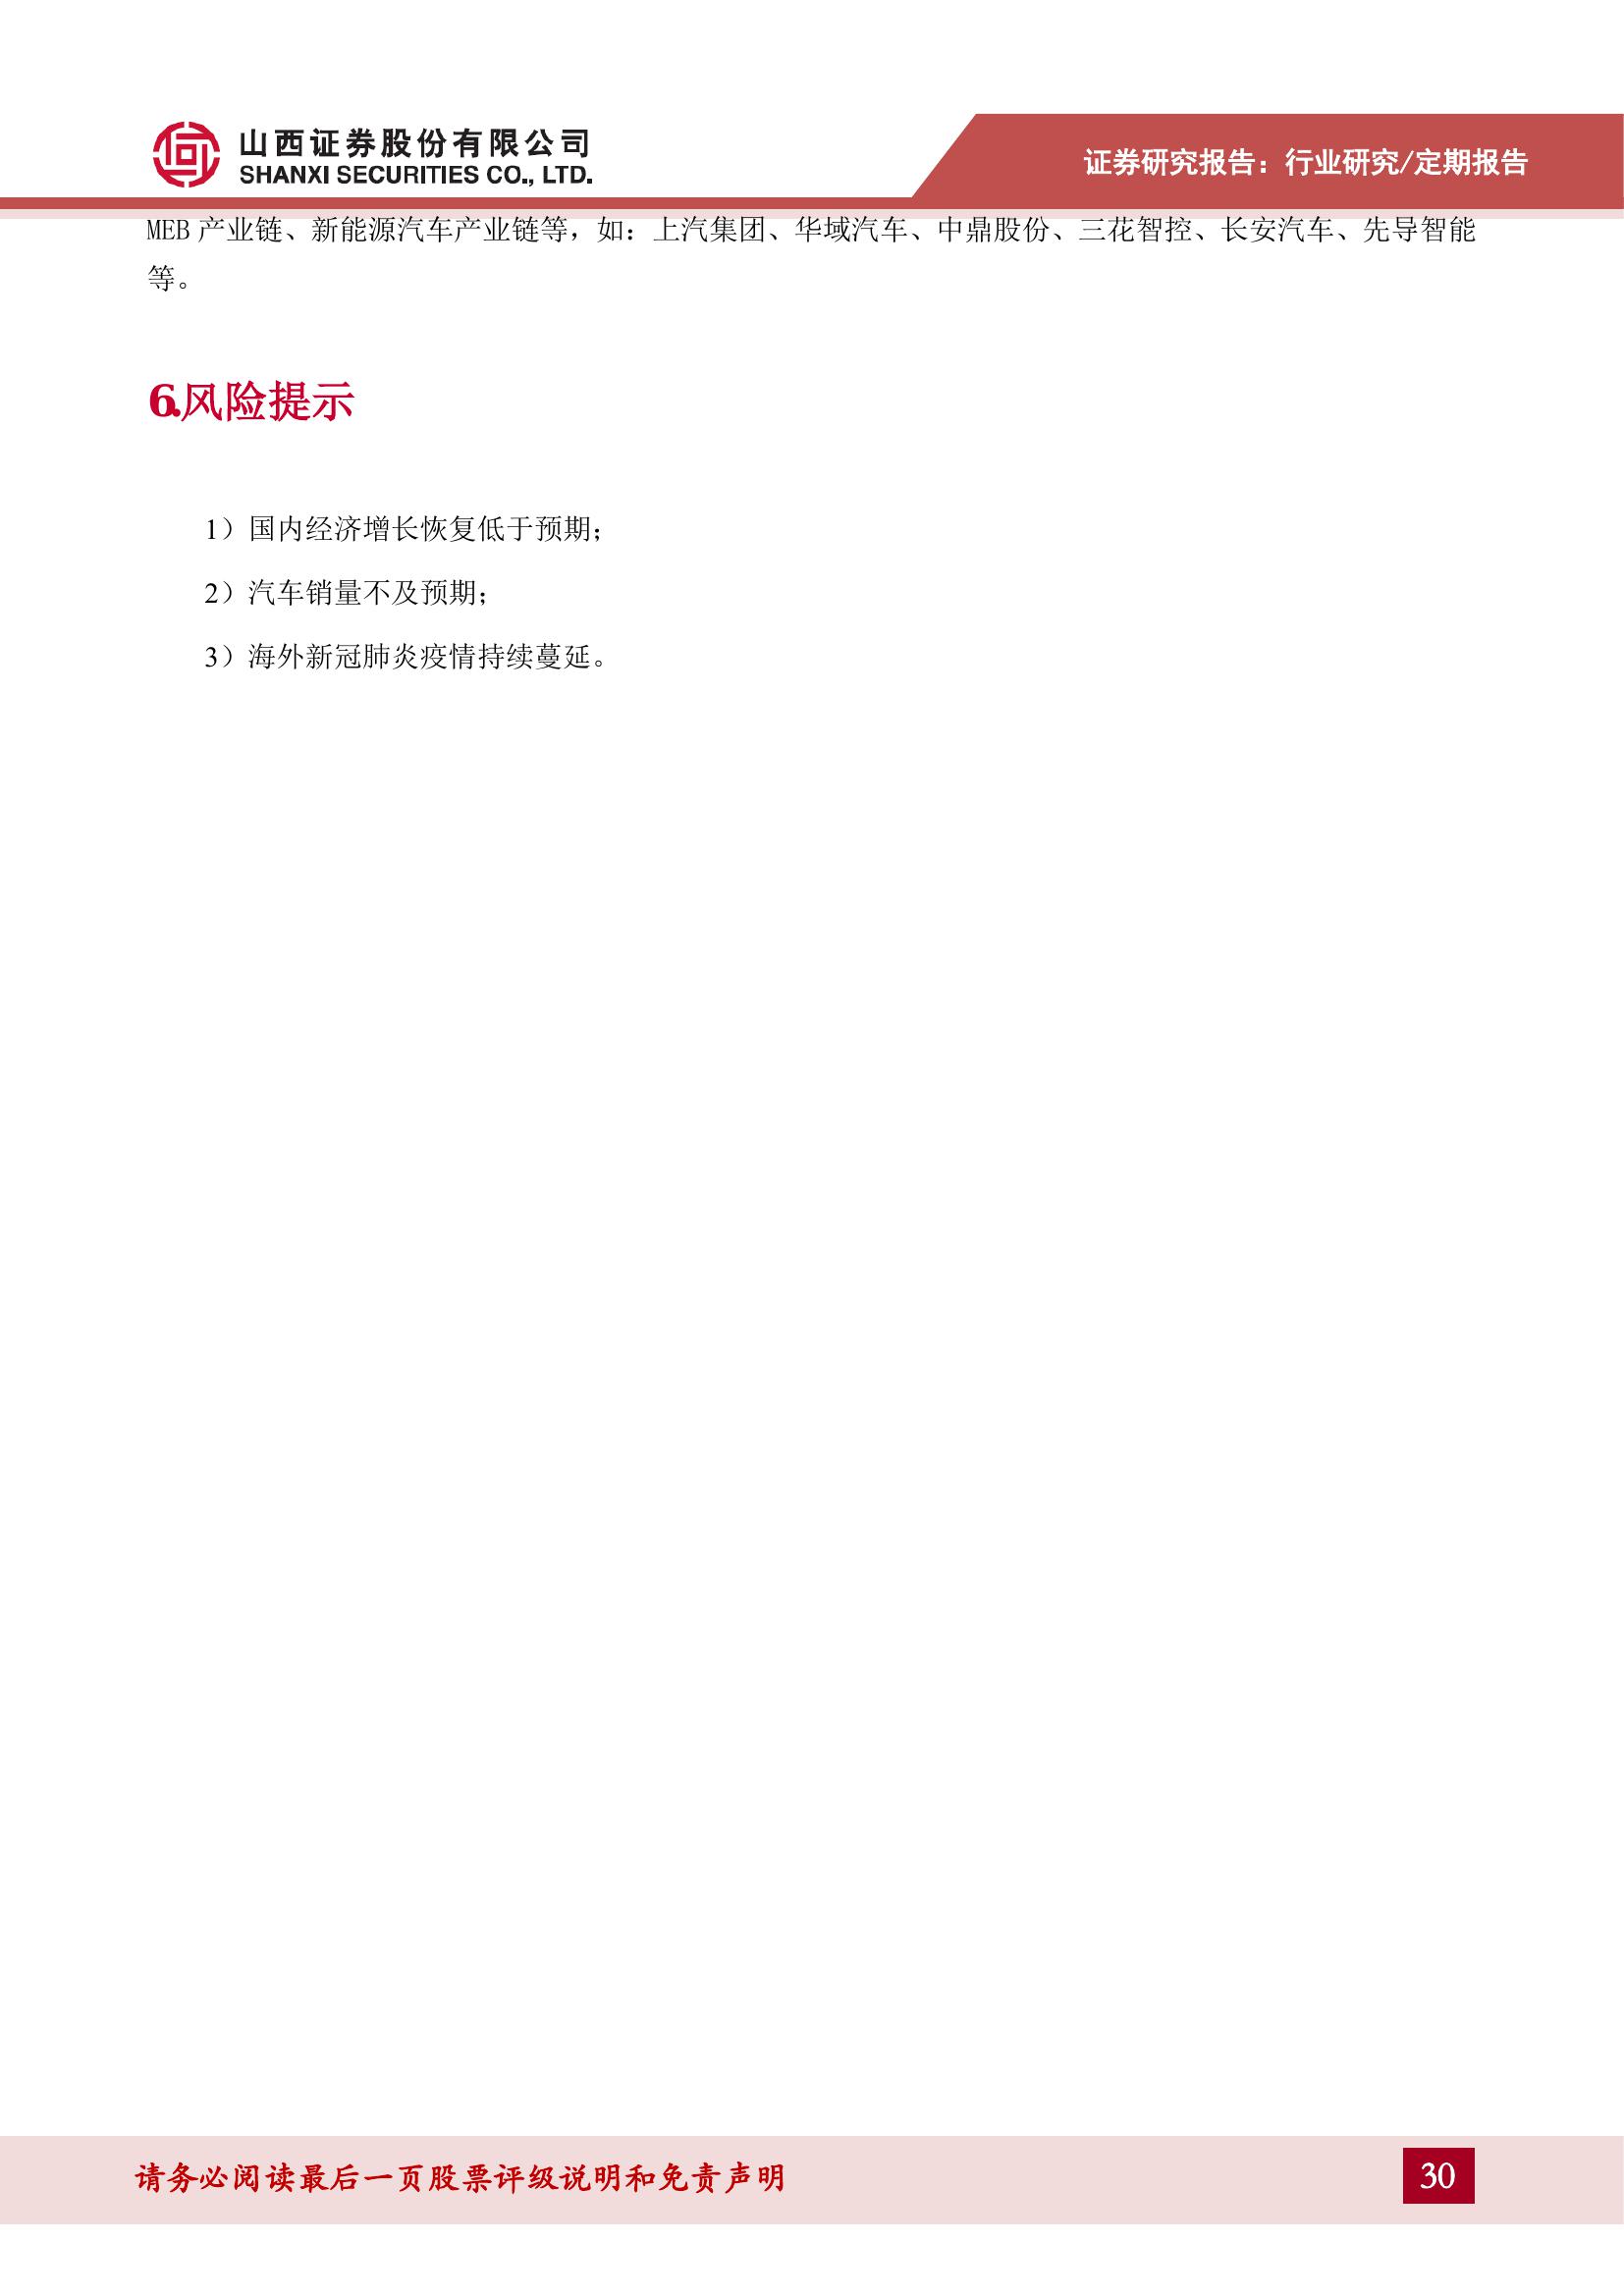 山西证券股份有限公司
SHANXI SECURITIES CO., LTD.
证券研究报告：行业研究/定期报告
MEB 产业链、新能源汽车产业链等，如：上汽集团、华域汽车、中鼎股份、三花智控、长安汽车、先导智能
等。
6.风险提示
1）国内经济增长恢复低于预期；
2）汽车销量不及预期；
3）海外新冠肺炎疫情持续蔓延。
请务必阅读最后一页股票评级说明和免责声明
30